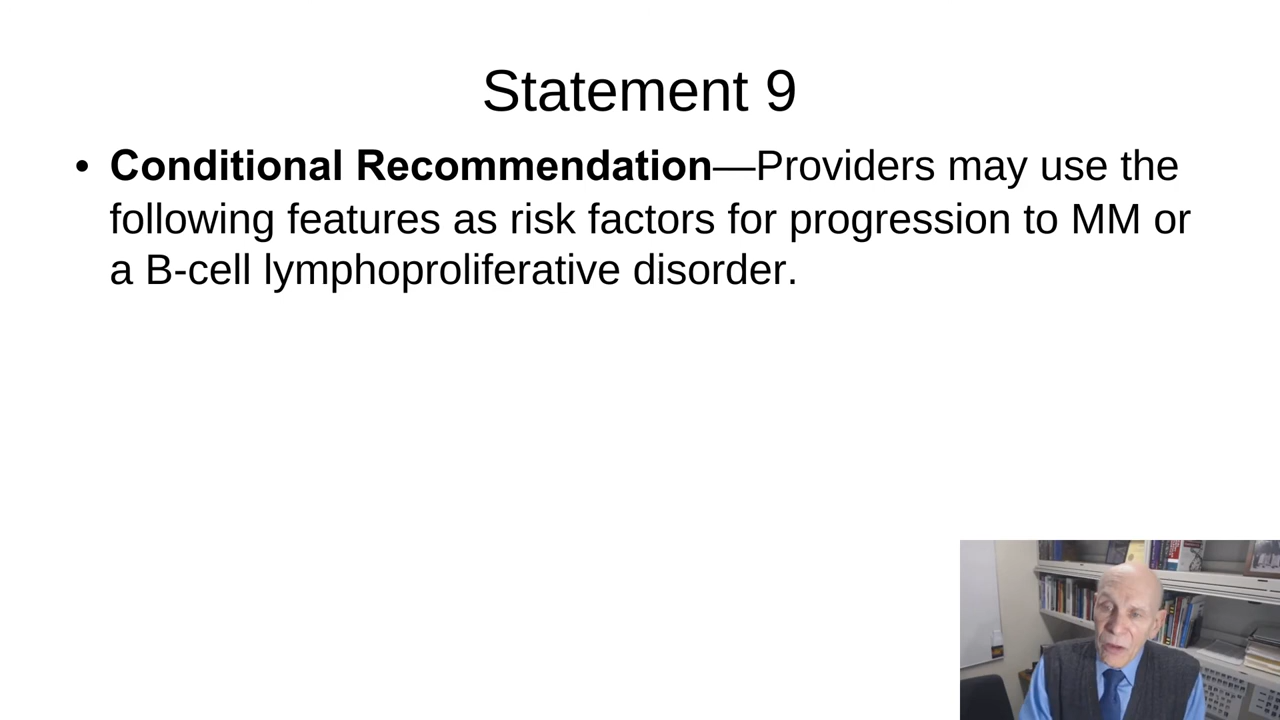 Statement 9
• Conditional Recommendation—Providers may use the
following features as risk factors for progression to MM or
a B-cell lymphoproliferative disorder.